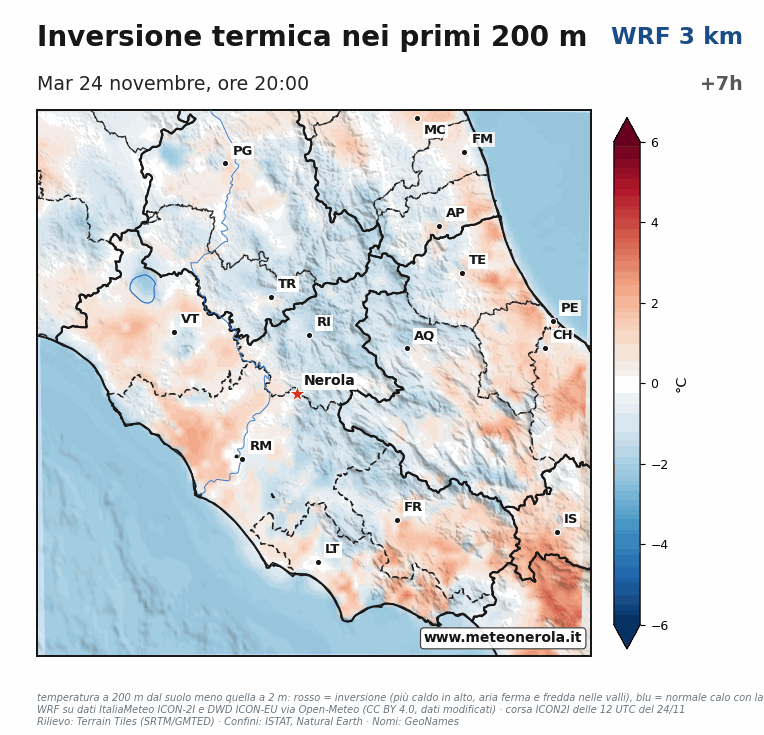 Inversione termica nei primi 200 m WRF 3 km
Mar 24 novembre, ore 20:00 +7h
MC
FM
PG
AP
TE
TR
PE
VT
RI
AQ
CH
Nerola
RM
FR
IS
LT
www.meteonerola.it
6
4
2
0
−2
−4
−6
°C
temperatura a 200 m dal suolo meno quella a 2 m: rosso = inversione (più caldo in alto, aria ferma e fredda nelle valli), blu = normale calo con la
WRF su dati ItaliaMeteo ICON-2I e DWD ICON-EU via Open-Meteo (CC BY 4.0, dati modificati) · corsa ICON2I delle 12 UTC del 24/11
Rilievo: Terrain Tiles (SRTM/GMTED) · Confini: ISTAT, Natural Earth · Nomi: GeoNames